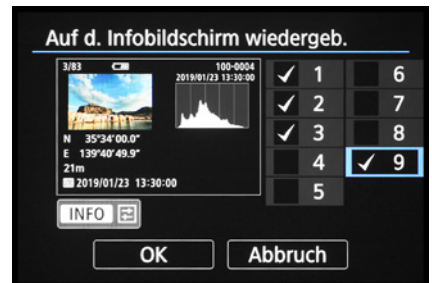 Auf d. Infobildschirm wiedergeb.
3/83 100-0004
2019/01/23 13:30:00
N 35°34'00.0"
E 139°40'49.9"
21m
2019/01/23 13:30:00
INFO
1 6
2 7
3 8
4 9
5
OK Abbruch